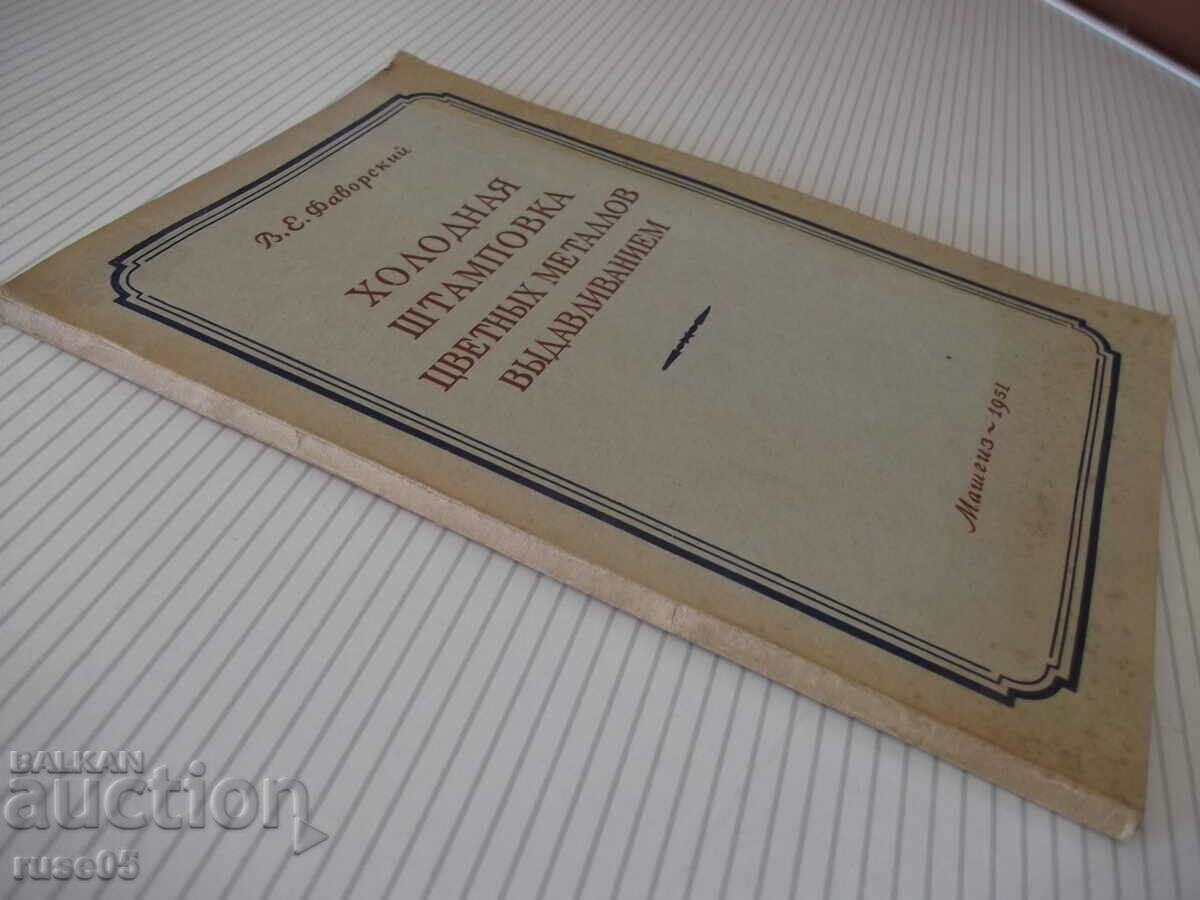 В. Е. Фаворский
ХОЛОДНАЯ
ШТАМПОВКА
ЦВЕТНЫХ МЕТАЛЛОВ
ВЫДАВЛИВАНИЕМ
Машгиз ~ 1951
BALKAN
auction
ruse05